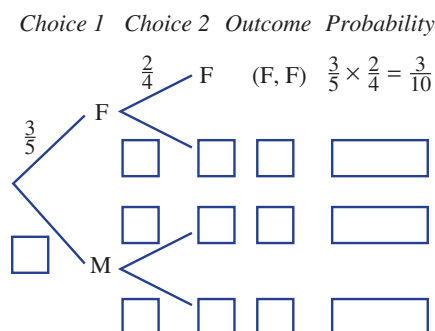 Choice 1 Choice 2 Outcome Probability
2/4 F (F, F) 3/5 × 2/4 = 3/10
3/5 F
M